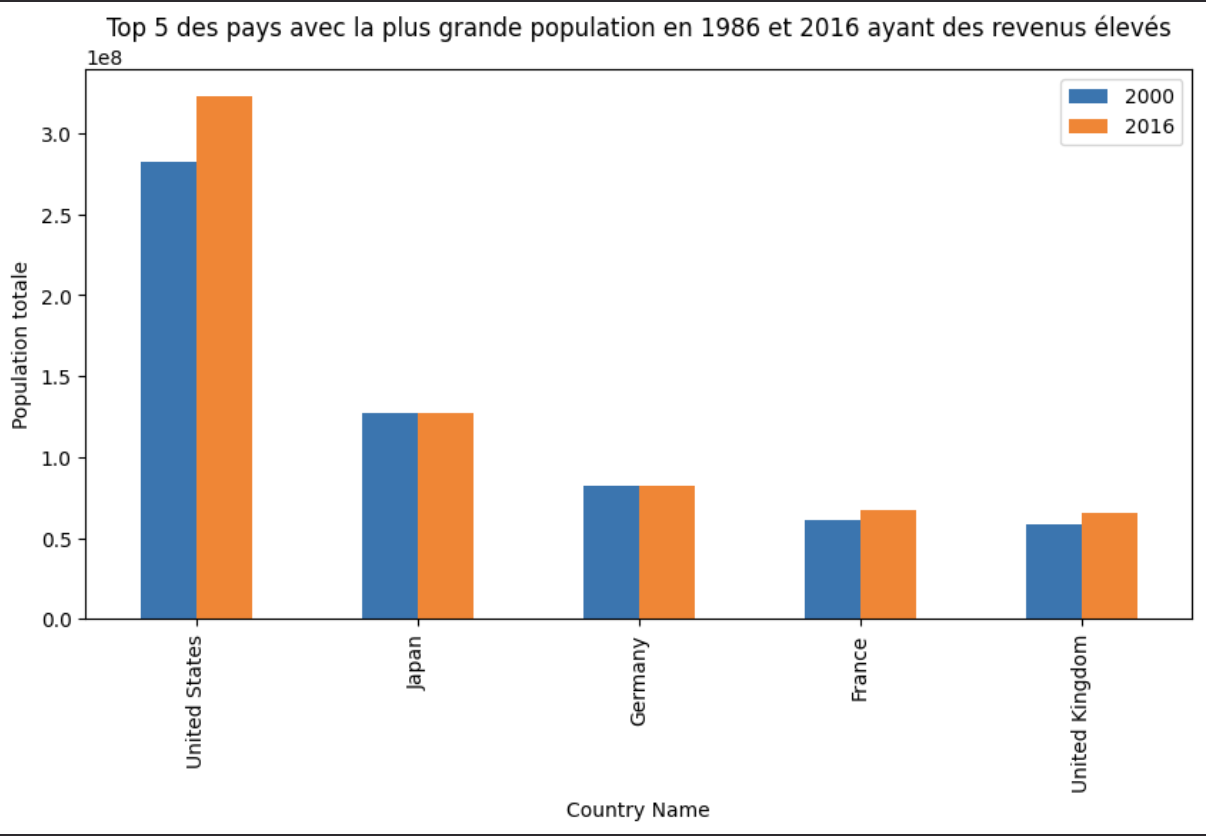 Top 5 des pays avec la plus grande population en 1986 et 2016 ayant des revenus élevés
1e8
2000
2016
3.0
2.5
2.0
1.5
1.0
0.5
0.0
Population totale
United States
Japan
Germany
France
United Kingdom
Country Name